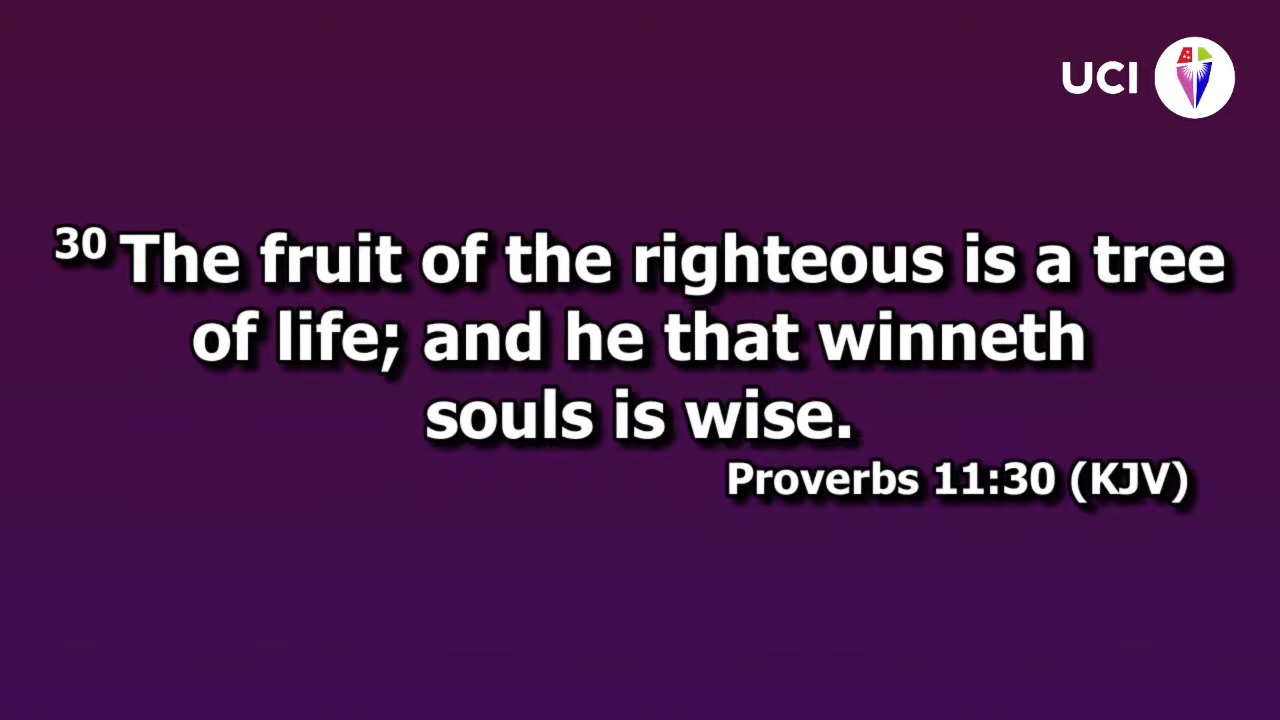 UCI
30 The fruit of the righteous is a tree
of life; and he that winneth
souls is wise.
Proverbs 11:30 (KJV)